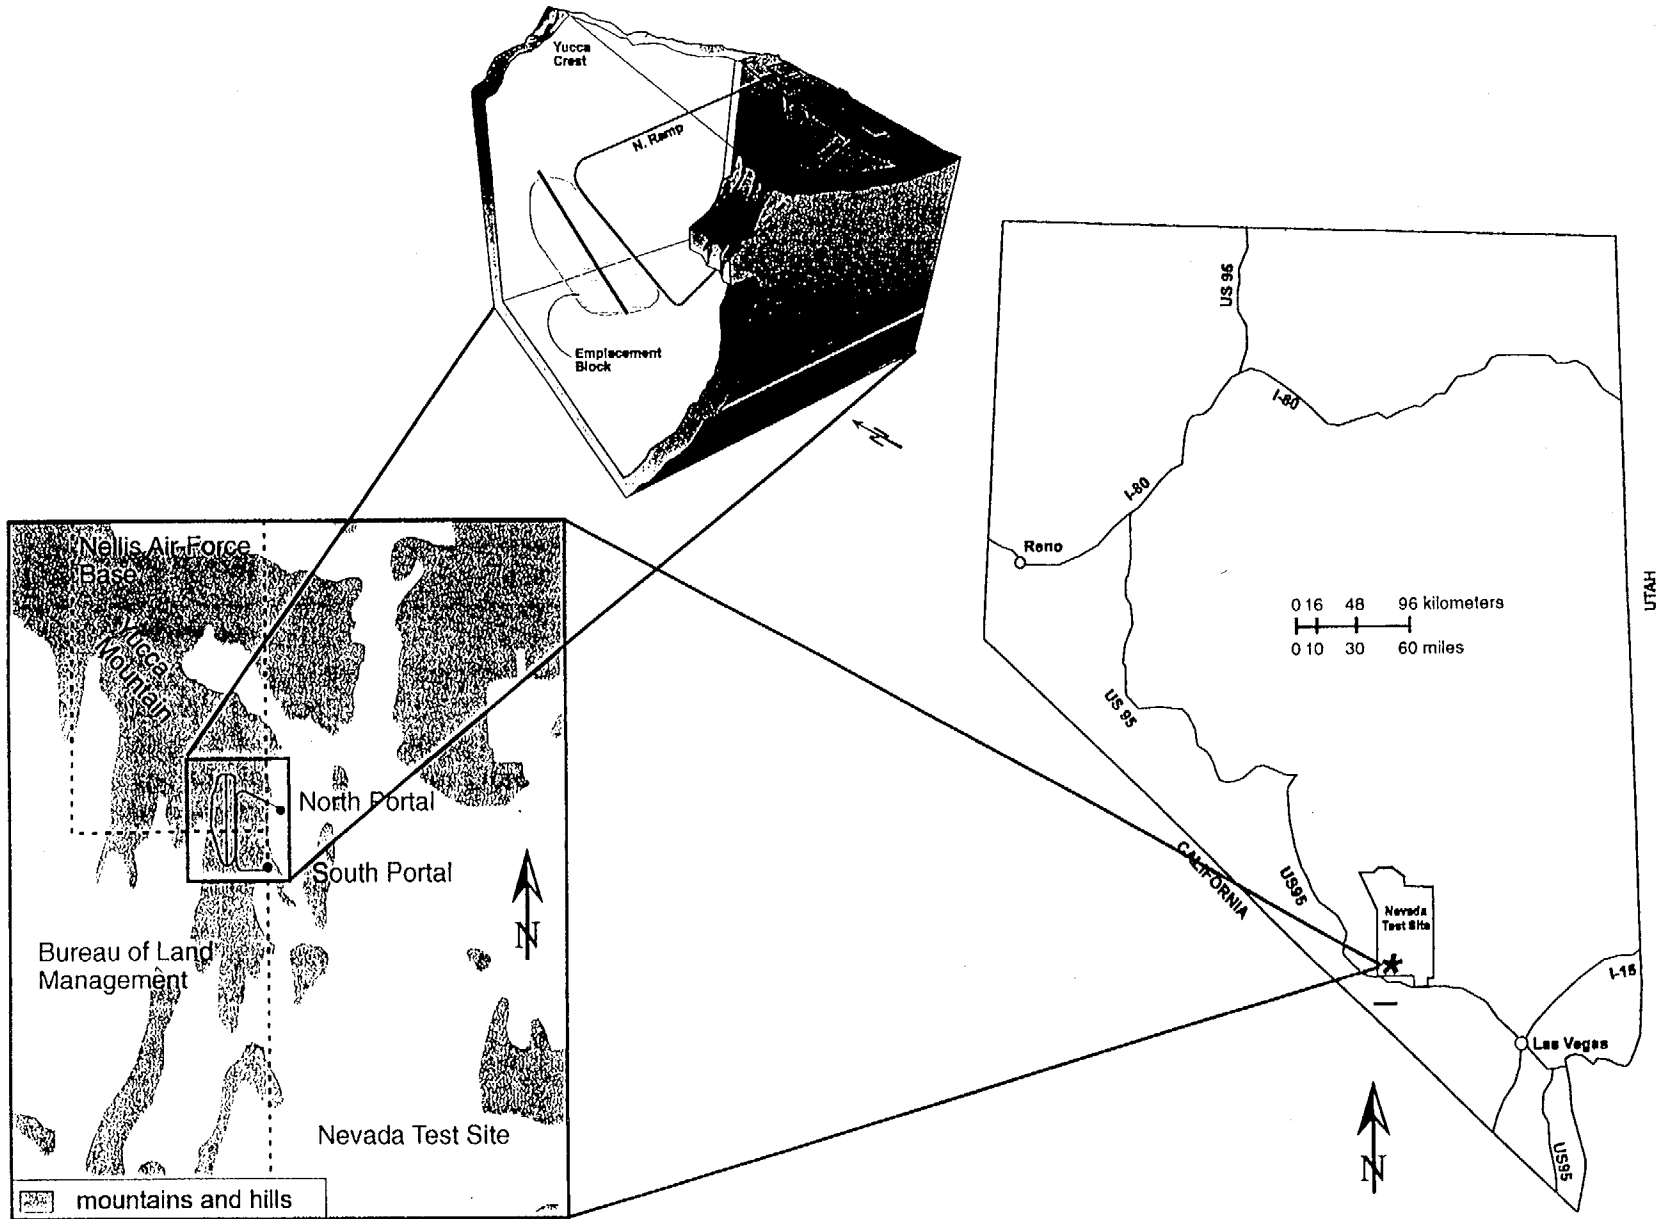 Yucca
Crest
N. Ramp
Emplacement
Block
N
US 95
I-80
I-80
Reno
UTAH
0 16 48 96 kilometers
0 10 30 60 miles
US 95
CALIFORNIA
US95
Nevada
Test Site
I-15
Las Vegas
US95
N
Nellis Air Force
Base
Yucca
Mountain
North Portal
South Portal
N
Bureau of Land
Management
Nevada Test Site
mountains and hills